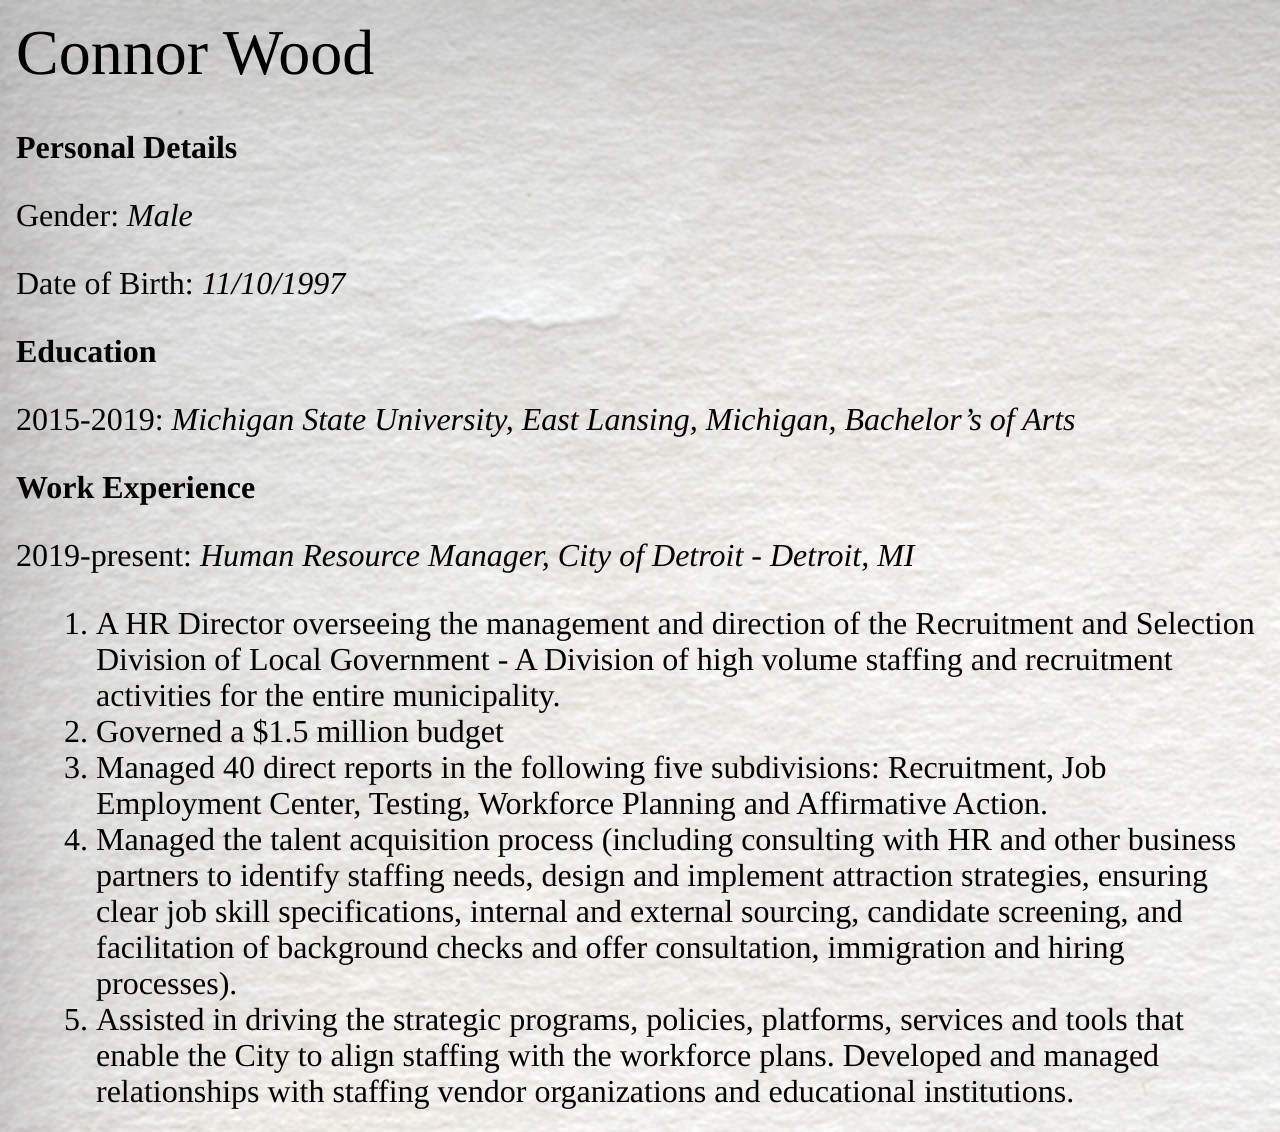 Connor Wood
Personal Details
Gender: Male
Date of Birth: 11/10/1997
Education
2015-2019: Michigan State University, East Lansing, Michigan, Bachelor’s of Arts
Work Experience
2019-present: Human Resource Manager, City of Detroit - Detroit, MI
1. A HR Director overseeing the management and direction of the Recruitment and Selection
Division of Local Government - A Division of high volume staffing and recruitment
activities for the entire municipality.
2. Governed a $1.5 million budget
3. Managed 40 direct reports in the following five subdivisions: Recruitment, Job
Employment Center, Testing, Workforce Planning and Affirmative Action.
4. Managed the talent acquisition process (including consulting with HR and other business
partners to identify staffing needs, design and implement attraction strategies, ensuring
clear job skill specifications, internal and external sourcing, candidate screening, and
facilitation of background checks and offer consultation, immigration and hiring
processes).
5. Assisted in driving the strategic programs, policies, platforms, services and tools that
enable the City to align staffing with the workforce plans. Developed and managed
relationships with staffing vendor organizations and educational institutions.